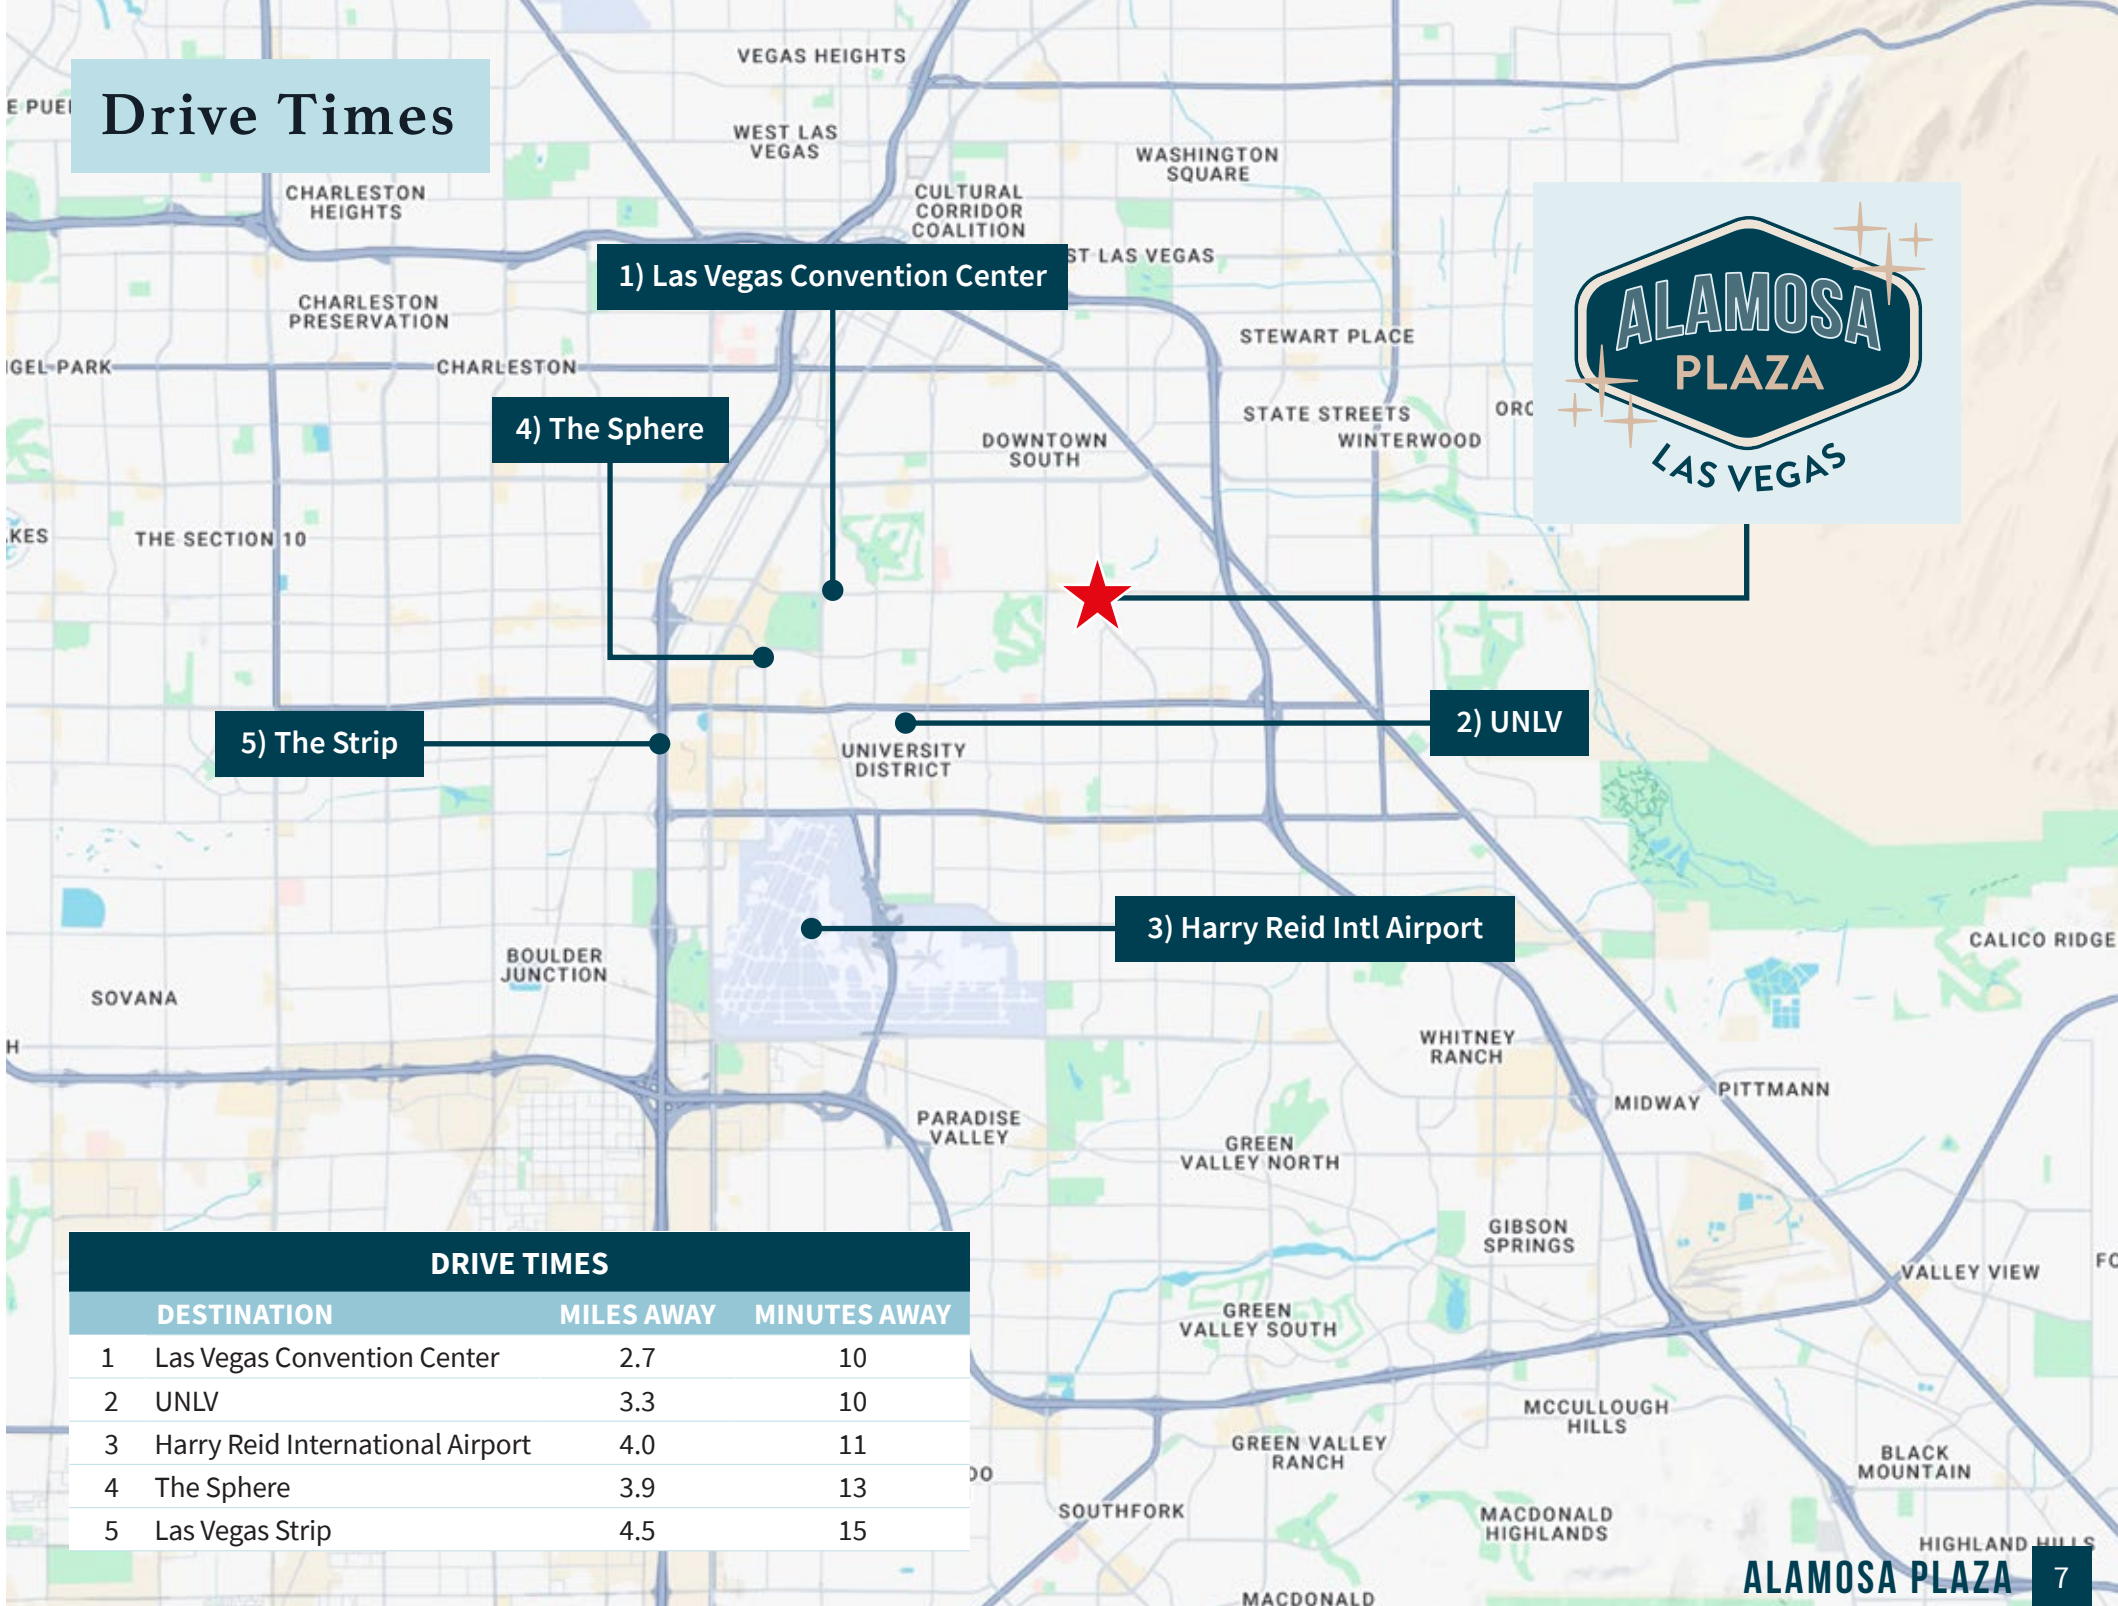 Drive Times
VEGAS HEIGHTS
WEST LAS
VEGAS
WASHINGTON
SQUARE
CHARLESTON
HEIGHTS
CULTURAL
CORRIDOR
COALITION
1) Las Vegas Convention Center
ST LAS VEGAS
ALAMOSA
PLAZA
LAS VEGAS
CHARLESTON
PRESERVATION
STEWART PLACE
GEL PARK
CHARLESTON
4) The Sphere
STATE STREETS
WINTERWOOD
DOWNTOWN
SOUTH
KES
THE SECTION 10
2) UNLV
5) The Strip
UNIVERSITY
DISTRICT
3) Harry Reid Intl Airport
CALICO RIDGE
BOULDER
JUNCTION
SOVANA
H
WHITNEY
RANCH
MIDWAY
PITTMANN
PARADISE
VALLEY
GREEN
VALLEY NORTH
GIBSON
SPRINGS
VALLEY VIEW
FO
GREEN
VALLEY SOUTH
DRIVE TIMES
DESTINATION MILES AWAY MINUTES AWAY
1 Las Vegas Convention Center 2.7 10
2 UNLV 3.3 10
3 Harry Reid International Airport 4.0 11
4 The Sphere 3.9 13
5 Las Vegas Strip 4.5 15
MCCULLOUGH
HILLS
GREEN VALLEY
RANCH
BLACK
MOUNTAIN
SOUTHFORK
MACDONALD
HIGHLANDS
HIGHLAND HILLS
MACDONALD
ALAMOSA PLAZA 7